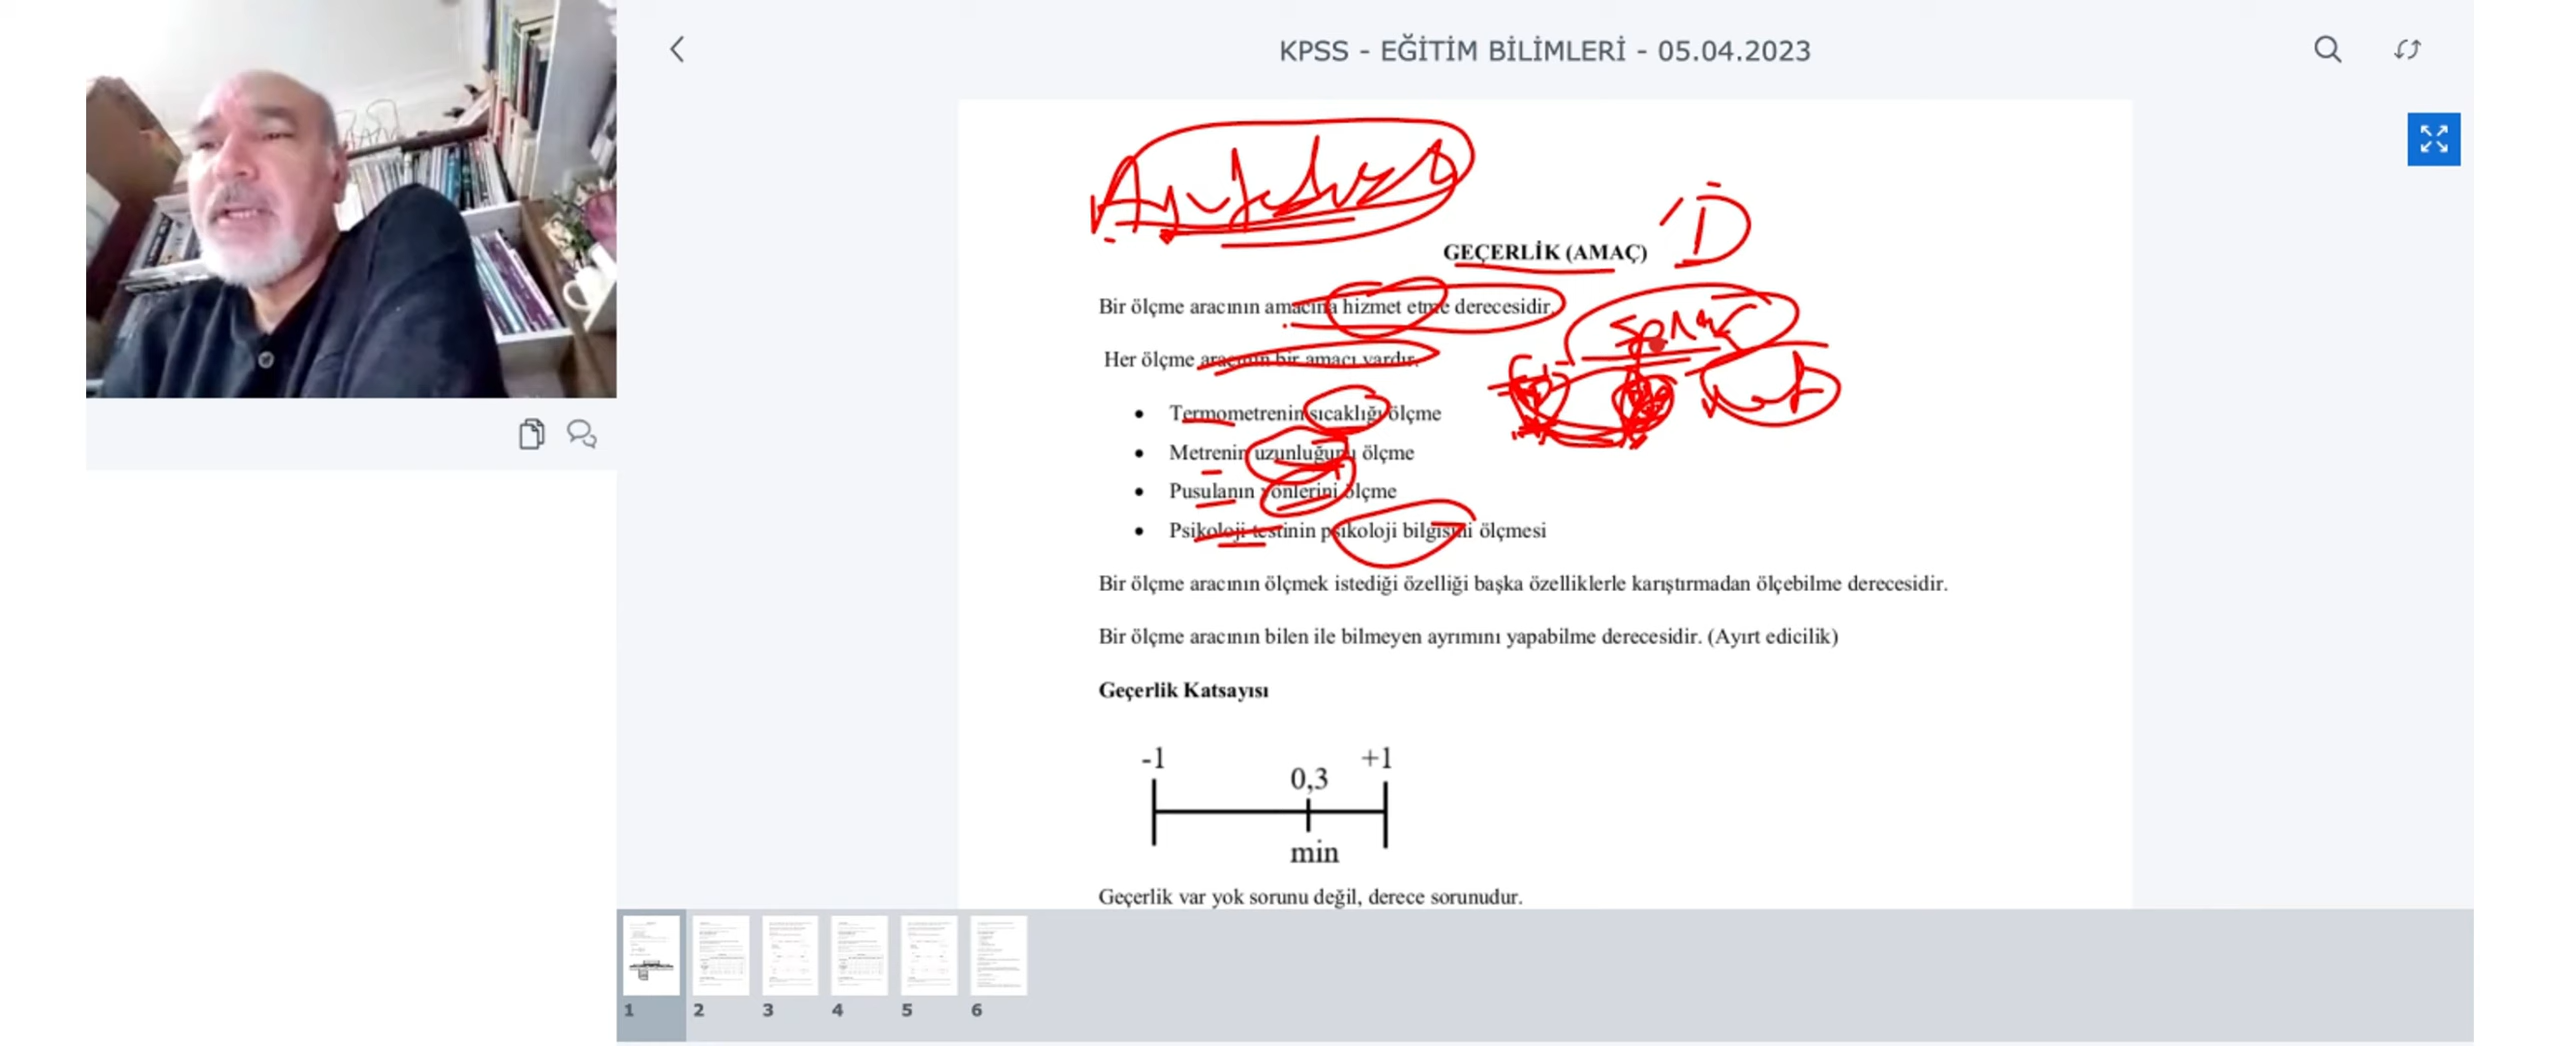 KPSS - EĞİTİM BİLİMLERİ - 05.04.2023
GEÇERLİK (AMAÇ)
Bir ölçme aracının amacına hizmet etme derecesidir.
Her ölçme aracının bir amacı vardır.
• Termometrenin sıcaklığı ölçme
• Metrenin uzunluğunu ölçme
• Pusulanın yönlerini ölçme
• Psikoloji testinin psikoloji bilgisini ölçmesi
Bir ölçme aracının ölçmek istediği özelliği başka özelliklerle karıştırmadan ölçebilme derecesidir.
Bir ölçme aracının bilen ile bilmeyen ayrımını yapabilme derecesidir. (Ayırt edicilik)
Geçerlik Katsayısı
-1 0,3 +1
min
Geçerlik var yok sorunu değil, derece sorunudur.
1 2 3 4 5 6